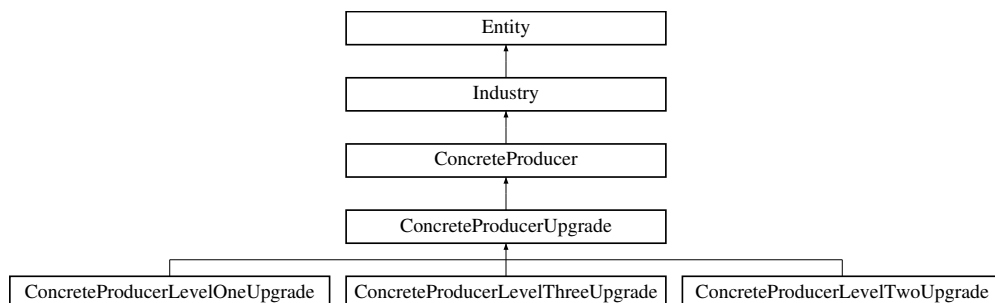 Entity
Industry
ConcreteProducer
ConcreteProducerUpgrade
ConcreteProducerLevelOneUpgrade
ConcreteProducerLevelThreeUpgrade
ConcreteProducerLevelTwoUpgrade